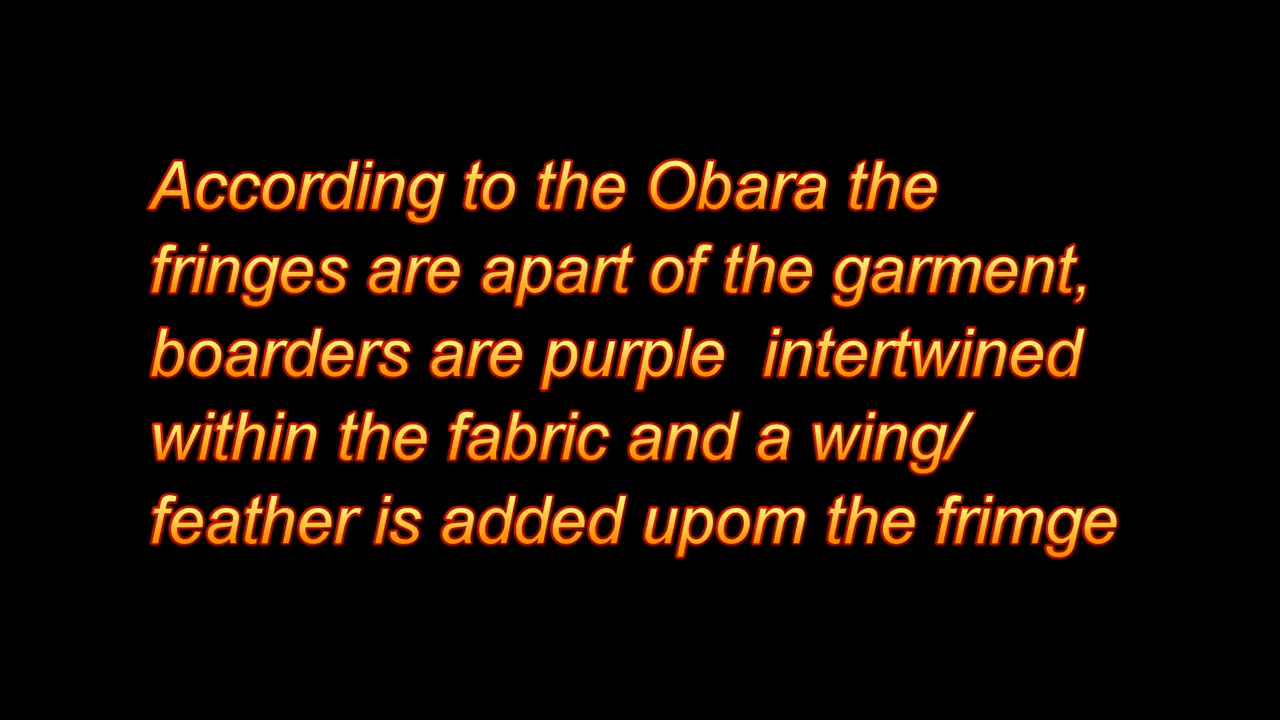 According to the Obara the
fringes are apart of the garment,
boarders are purple  intertwined
within the fabric and a wing/
feather is added upom the frimge